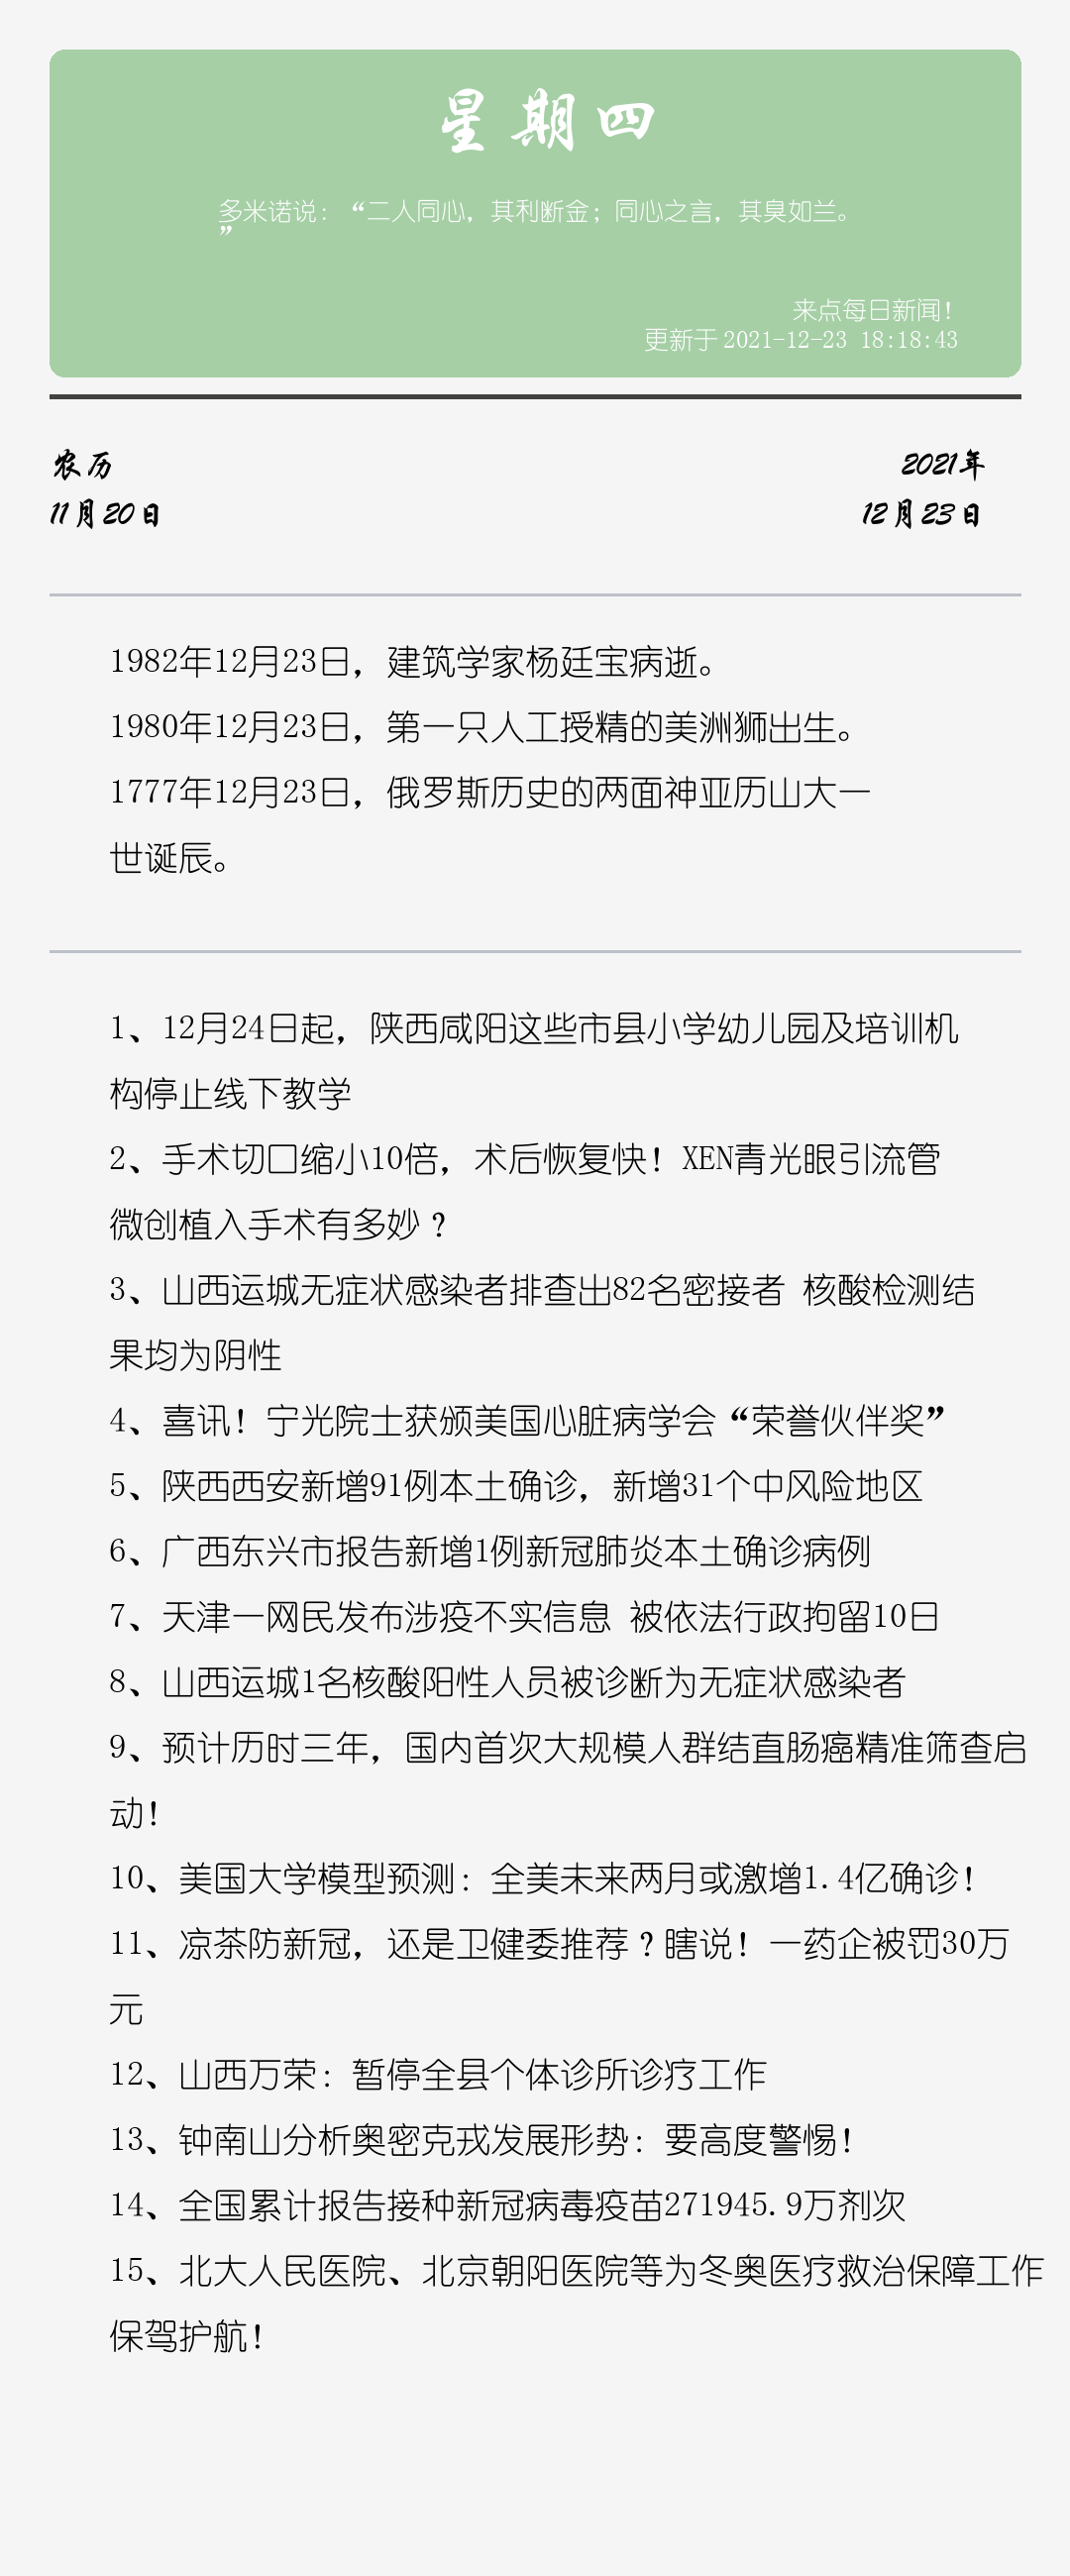 星期四
多米诺说：“二人同心，其利断金；同心之言，其臭如兰。
”
来点每日新闻！
更新于 2021-12-23 18:18:43
农历
2021年
11月20日
12月23日
1982年12月23日，建筑学家杨廷宝病逝。
1980年12月23日，第一只人工授精的美洲狮出生。
1777年12月23日，俄罗斯历史的两面神亚历山大一
世诞辰。
1、12月24日起，陕西咸阳这些市县小学幼儿园及培训机
构停止线下教学
2、手术切口缩小10倍，术后恢复快！XEN青光眼引流管
微创植入手术有多妙？
3、山西运城无症状感染者排查出82名密接者 核酸检测结
果均为阴性
4、喜讯！宁光院士获颁美国心脏病学会“荣誉伙伴奖”
5、陕西西安新增91例本土确诊，新增31个中风险地区
6、广西东兴市报告新增1例新冠肺炎本土确诊病例
7、天津一网民发布涉疫不实信息 被依法行政拘留10日
8、山西运城1名核酸阳性人员被诊断为无症状感染者
9、预计历时三年，国内首次大规模人群结直肠癌精准筛查启
动！
10、美国大学模型预测：全美未来两月或激增1.4亿确诊！
11、凉茶防新冠，还是卫健委推荐？瞎说！一药企被罚30万
元
12、山西万荣：暂停全县个体诊所诊疗工作
13、钟南山分析奥密克戎发展形势：要高度警惕！
14、全国累计报告接种新冠病毒疫苗271945.9万剂次
15、北大人民医院、北京朝阳医院等为冬奥医疗救治保障工作
保驾护航！